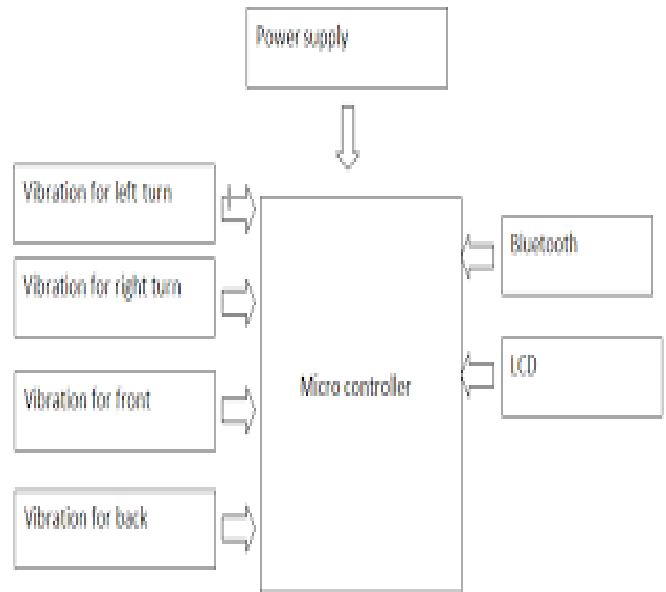 Power supply
Vibration for left turn
Vibration for right turn
Vibration for front
Vibration for back
Micro controller
Bluetooth
LCD